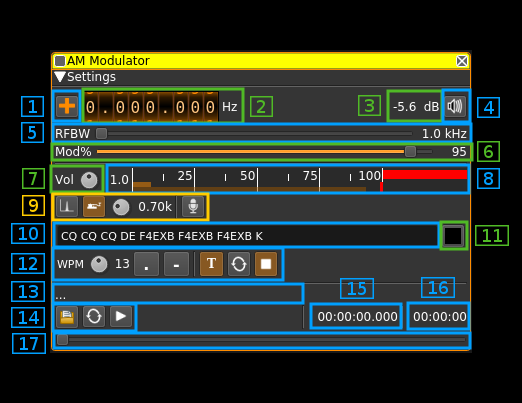 AM Modulator
Settings
1 0.000.000 Hz 2 3 -5.6 dB 4
5 RFBW 1.0 kHz
Mod% 95 6
7 Vol 1.0 25 50 75 100 8
9 0.70k
10 CQ CQ CQ DE F4EXB F4EXB F4EXB K 11
12 WPM 13 . - T
13 ... 15 16
14 00:00:00.000 00:00:00
17